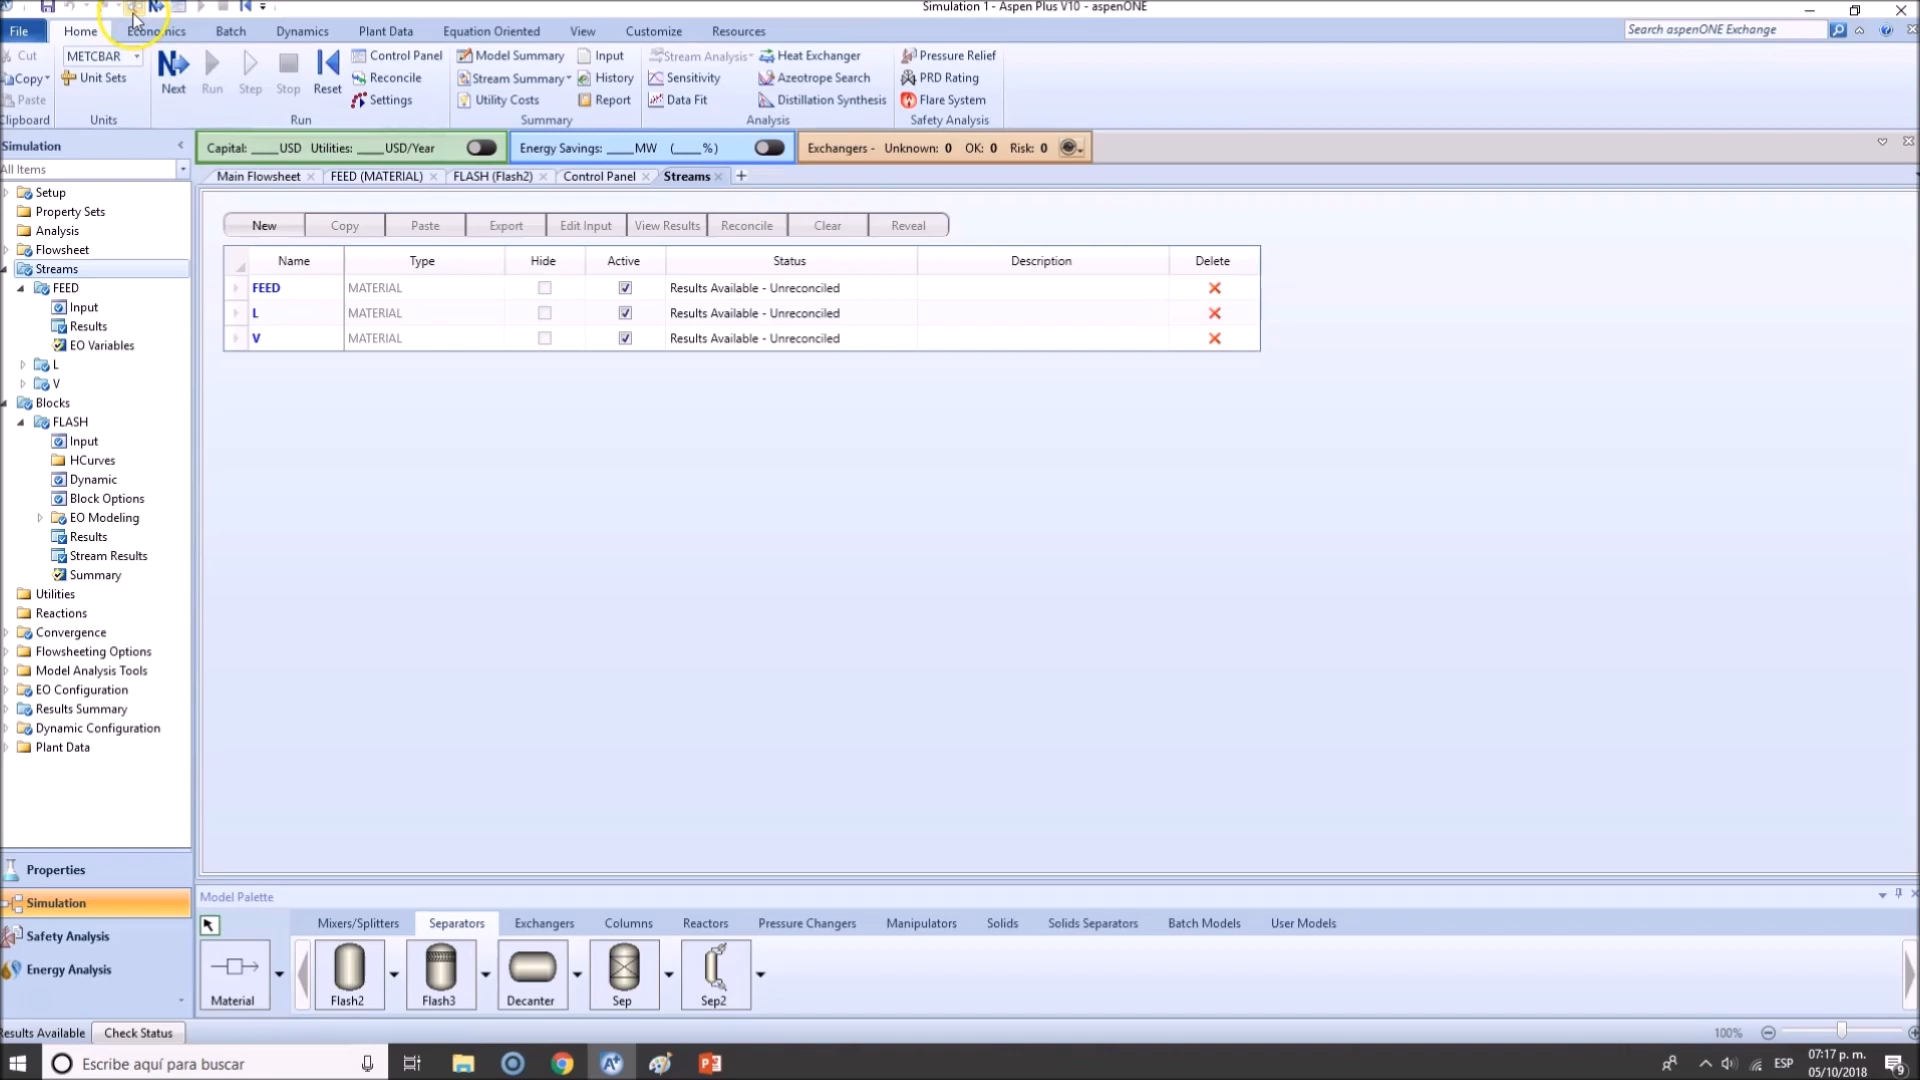 Simulation 1 - Aspen Plus V10 - aspenONE
File Home Economics Batch Dynamics Plant Data Equation Oriented View Customize Resources Search aspenONE Exchange
Cut METCBAR Control Panel Model Summary Input Stream Analysis Heat Exchanger Pressure Relief
Copy Unit Sets Next Run Step Stop Reset Reconcile Stream Summary History Sensitivity Azeotrope Search PRD Rating
Paste Settings Utility Costs Report Data Fit Distillation Synthesis Flare System
Clipboard Units Run Summary Analysis Safety Analysis
Simulation < Capital: ____USD Utilities: ____USD/Year Energy Savings: ____MW (____%) Exchangers - Unknown: 0 OK: 0 Risk: 0
All Items Main Flowsheet FEED (MATERIAL) FLASH (Flash2) Control Panel Streams +
Setup
Property Sets
Analysis
Flowsheet
Streams
FEED
Input
Results
EO Variables
L
V
Blocks
FLASH
Input
HCurves
Dynamic
Block Options
EO Modeling
Results
Stream Results
Summary
Utilities
Reactions
Convergence
Flowsheeting Options
Model Analysis Tools
EO Configuration
Results Summary
Dynamic Configuration
Plant Data
New Copy Paste Export Edit Input View Results Reconcile Clear Reveal
Name Type Hide Active Status Description Delete
FEED MATERIAL Results Available - Unreconciled
L MATERIAL Results Available - Unreconciled
V MATERIAL Results Available - Unreconciled
Properties
Simulation
Safety Analysis
Energy Analysis
Model Palette
Mixers/Splitters Separators Exchangers Columns Reactors Pressure Changers Manipulators Solids Solids Separators Batch Models User Models
Material Flash2 Flash3 Decanter Sep Sep2
Results Available Check Status 100%
Escribe aquí para buscar ESP 07:17 p. m.
05/10/2018 9